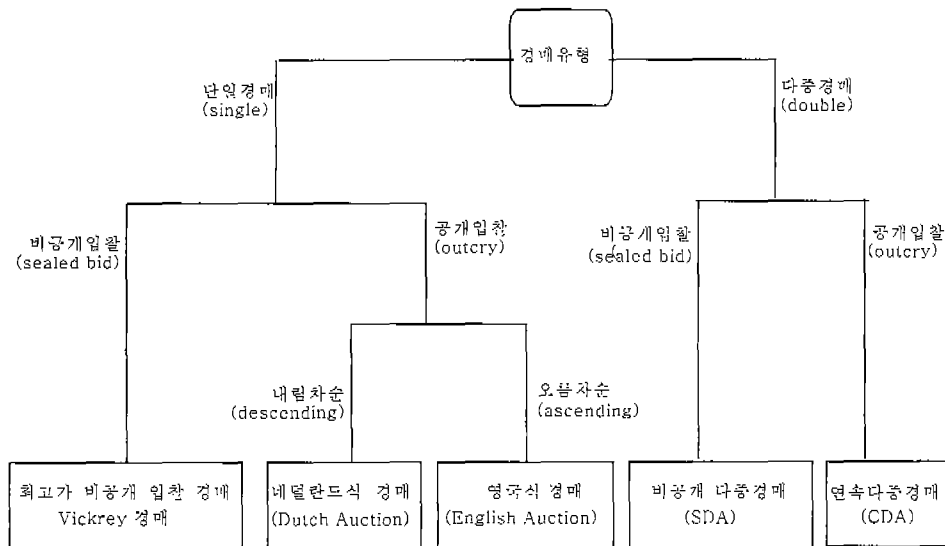 경매유형
단일경매
(single)
다중경매
(double)
비공개입찰
(sealed bid)
공개입찰
(outcry)
비공개입찰
(sealed bid)
공개입찰
(outcry)
내림차순
(descending)
오름차순
(ascending)
최고가 비공개 입찰 경매
Vickrey 경매
네덜란드식 경매
(Dutch Auction)
영국식 경매
(English Auction)
비공개 다중경매
(SDA)
연속다중경매
(CDA)